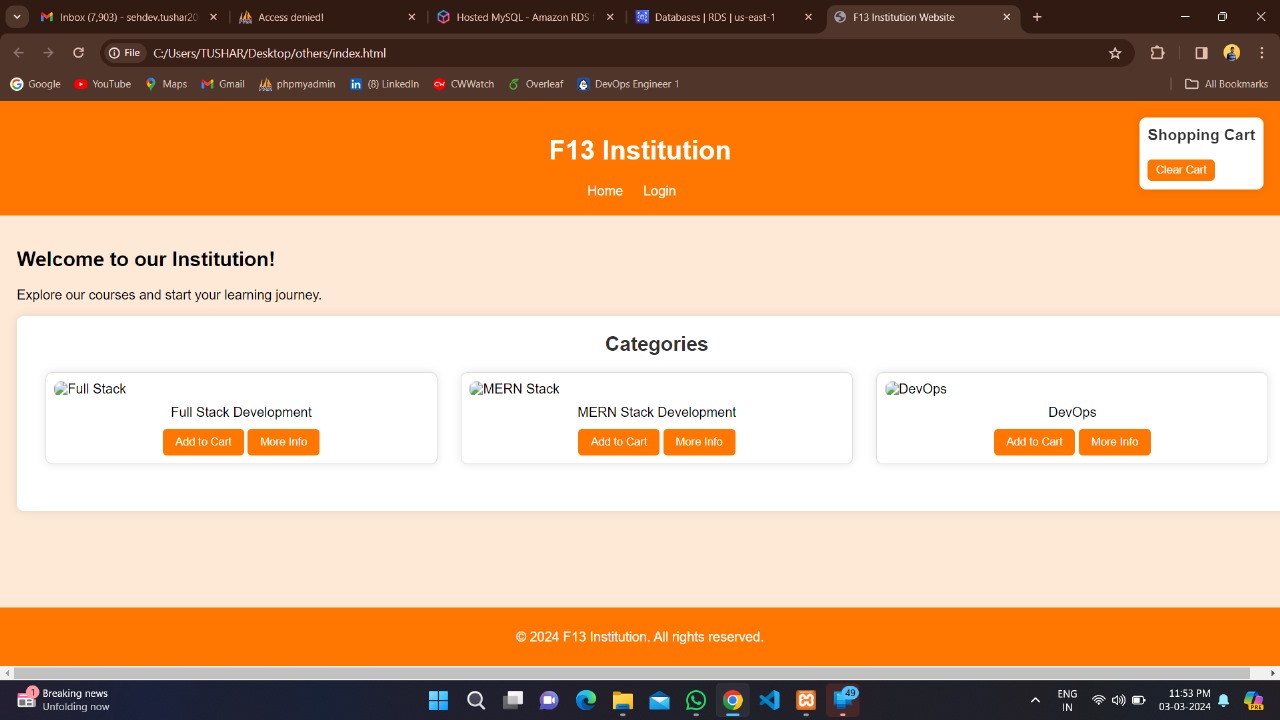 Inbox (7,903) - sehdev.tushar20
Access denied!
Hosted MySQL - Amazon RDS f
Databases | RDS | us-east-1
F13 Institution Website
File C:/Users/TUSHAR/Desktop/others/index.html
Google YouTube Maps Gmail phpmyadmin (8) LinkedIn CWWatch Overleaf DevOps Engineer 1 All Bookmarks
F13 Institution
Home Login
Shopping Cart
Clear Cart
Welcome to our Institution!
Explore our courses and start your learning journey.
Categories
Full Stack
Full Stack Development
Add to Cart More Info
MERN Stack
MERN Stack Development
Add to Cart More Info
DevOps
DevOps
Add to Cart More Info
© 2024 F13 Institution. All rights reserved.
1
Breaking news
Unfolding now
49
ENG
IN
11:53 PM
03-03-2024
PRE